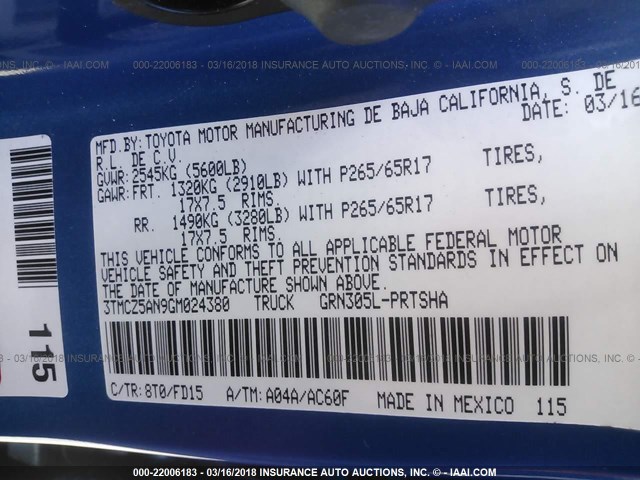 000-22006183 - 03/16/2018 INSURANCE AUTO AUCTIONS, INC. - WWW.IAAI.COM
MFD.BY: TOYOTA MOTOR MANUFACTURING DE BAJA CALIFORNIA, S. DE
R.L. DE C.V. DATE: 03/16
GVWR: 2545KG (5600LB)
GAWR: FRT. 1320KG (2910LB) WITH P265/65R17 TIRES,
17X7.5 RIMS.
RR. 1490KG (3280LB) WITH P265/65R17 TIRES,
17X7.5 RIMS.
THIS VEHICLE CONFORMS TO ALL APPLICABLE FEDERAL MOTOR
VEHICLE SAFETY AND THEFT PREVENTION STANDARDS IN EFFECT ON
THE DATE OF MANUFACTURE SHOWN ABOVE.
3TMCZ5AN9GM024380 TRUCK GRN305L-PRTSHA
115
C/TR: 8T0/FD15 A/TM: A04A/AC60F MADE IN MEXICO 115
000-22006183 - 03/16/2018 INSURANCE AUTO AUCTIONS, INC. - WWW.IAAI.COM